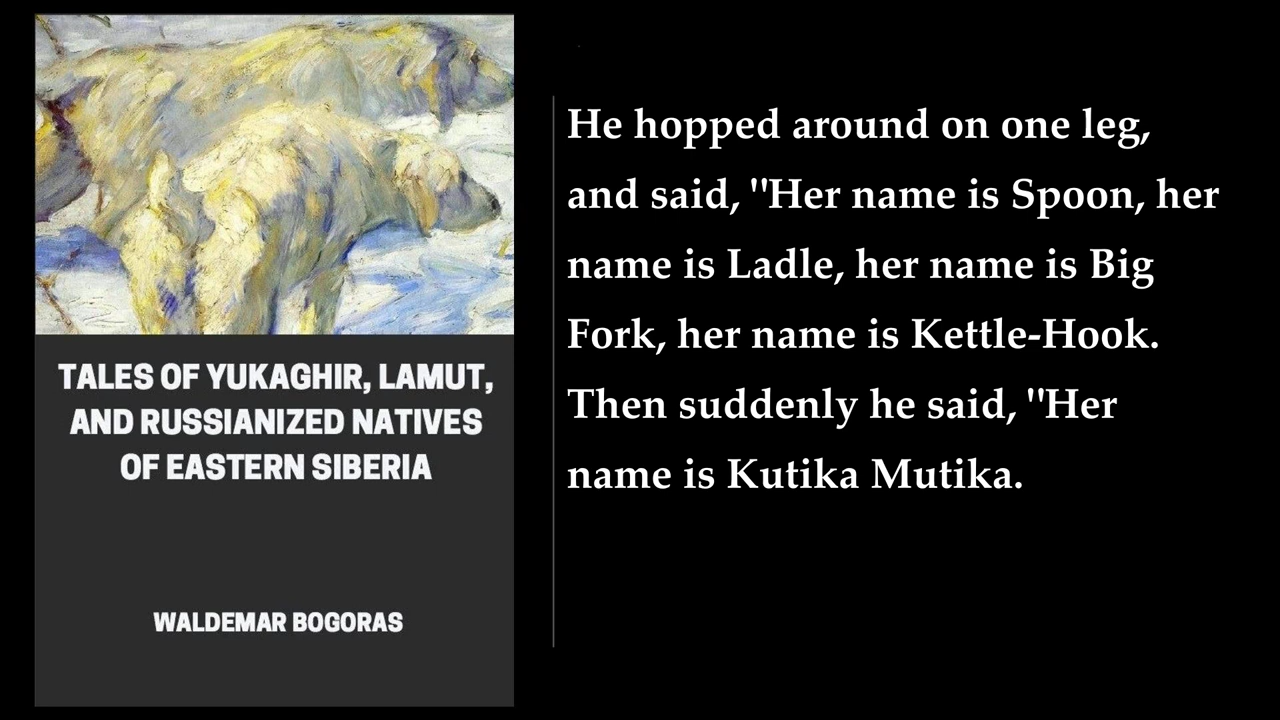 TALES OF YUKAGHIR, LAMUT,
AND RUSSIANIZED NATIVES
OF EASTERN SIBERIA
WALDEMAR BOGORAS
He hopped around on one leg,
and said, "Her name is Spoon, her
name is Ladle, her name is Big
Fork, her name is Kettle-Hook.
Then suddenly he said, "Her
name is Kutika Mutika.